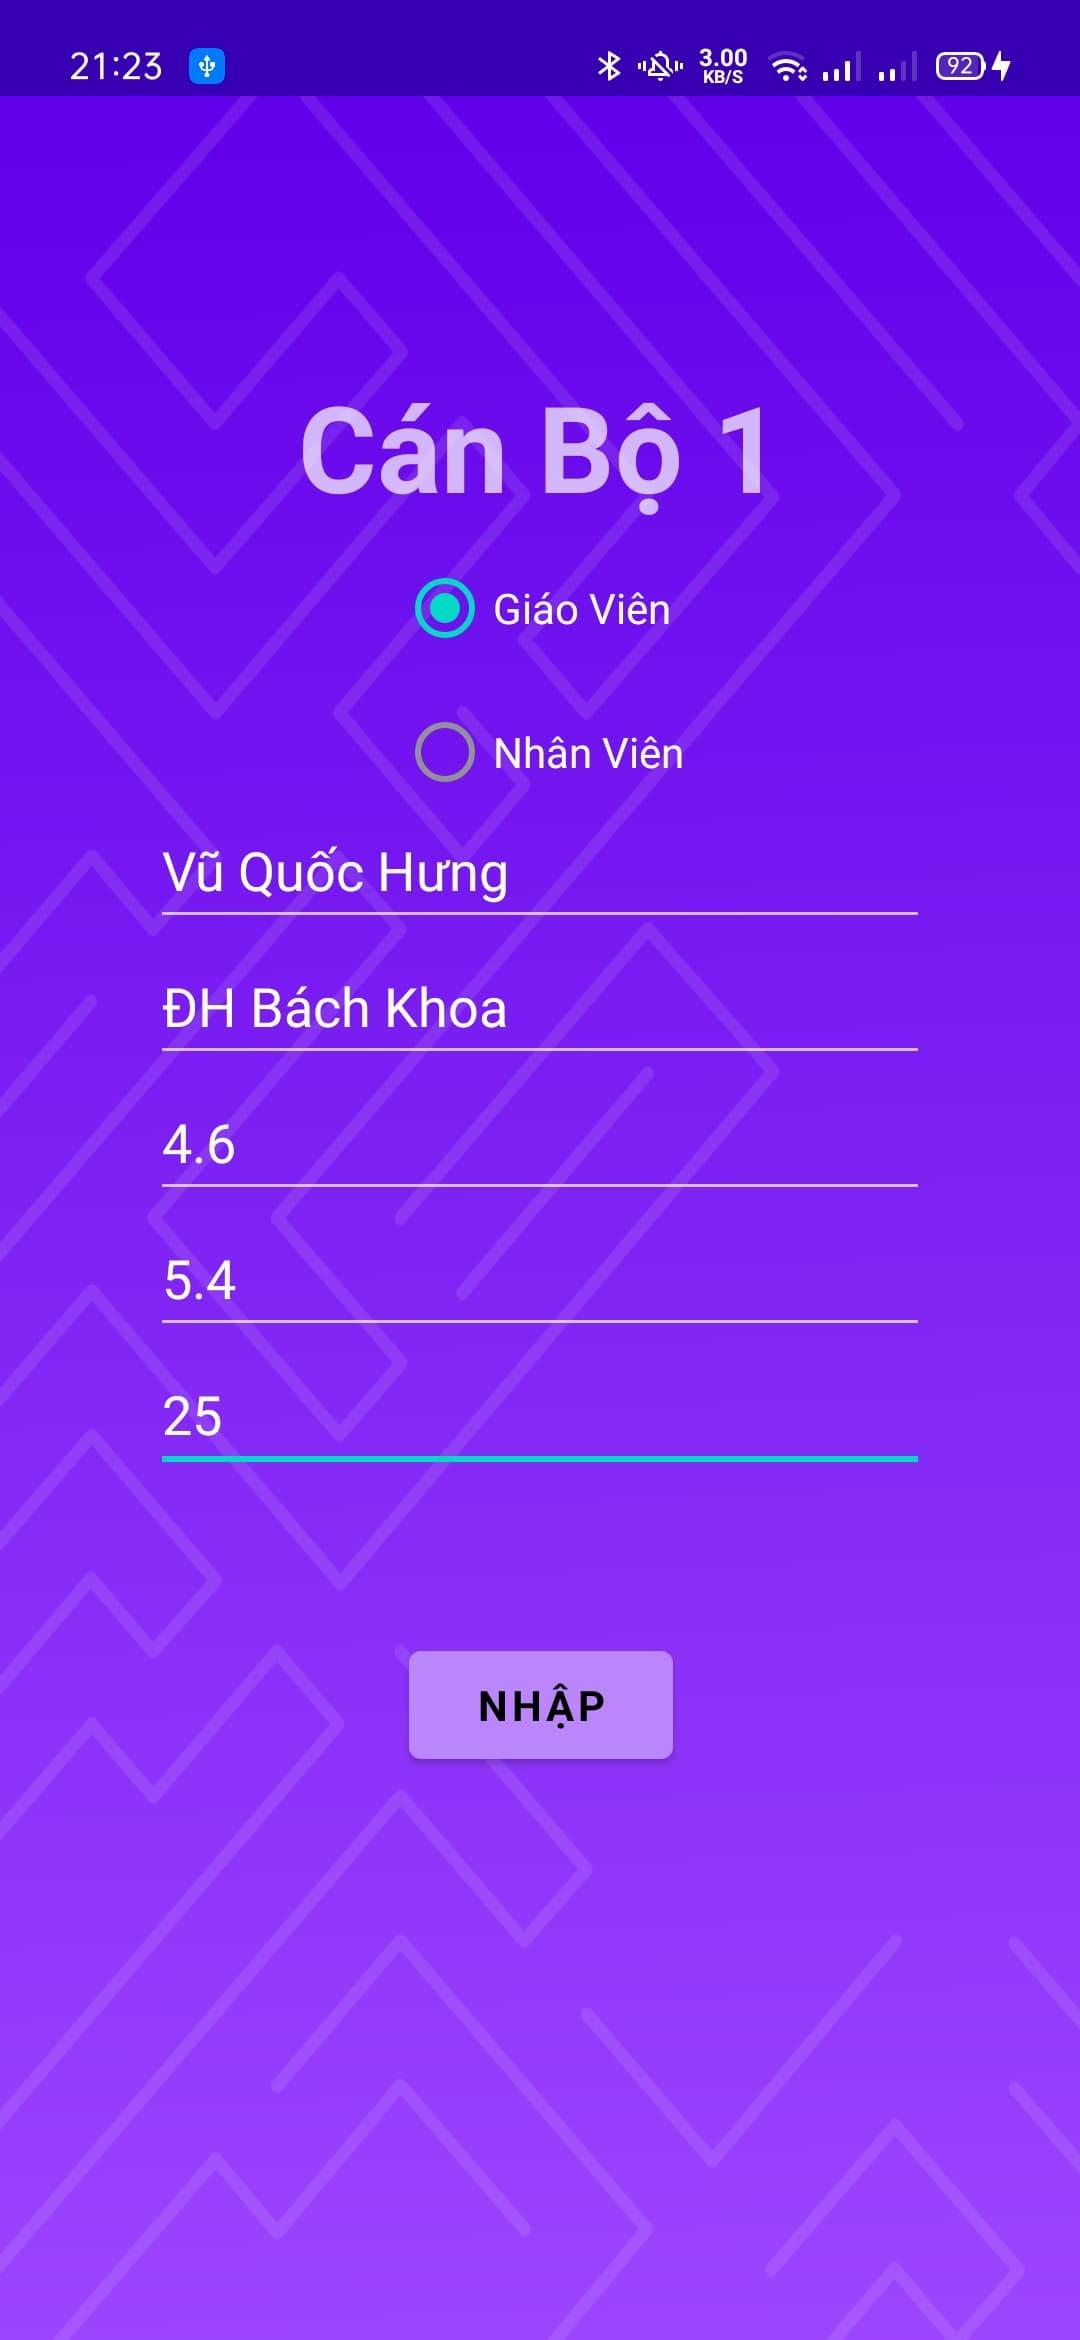 21:23 3.00 KB/S 92
Cán Bộ 1
Giáo Viên
Nhân Viên
Vũ Quốc Hưng
ĐH Bách Khoa
4.6
5.4
25
NHẬP